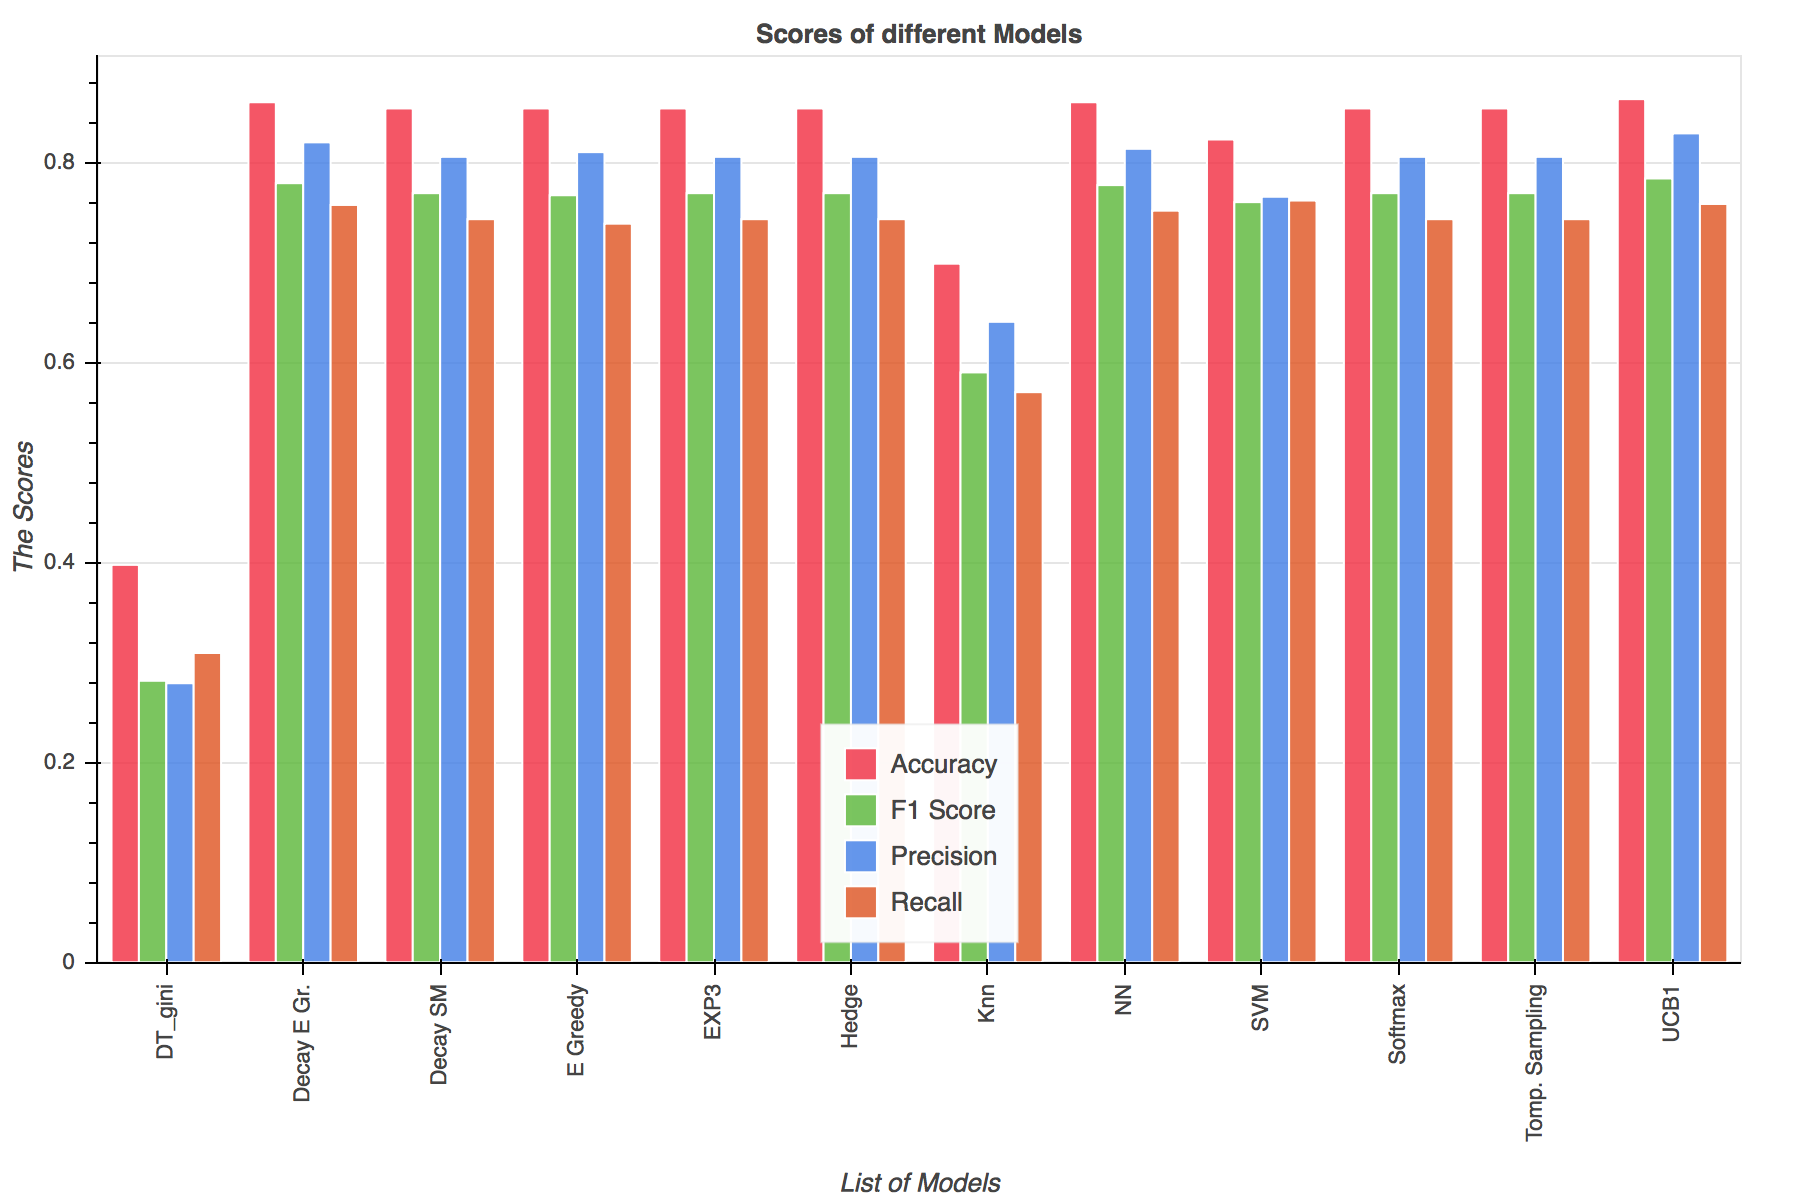 Scores of different Models
The Scores
0.8
0.6
0.4
0.2
0
Accuracy
F1 Score
Precision
Recall
DT_gini
Decay E Gr.
Decay SM
E Greedy
EXP3
Hedge
Knn
NN
SVM
Softmax
Tomp. Sampling
UCB1
List of Models